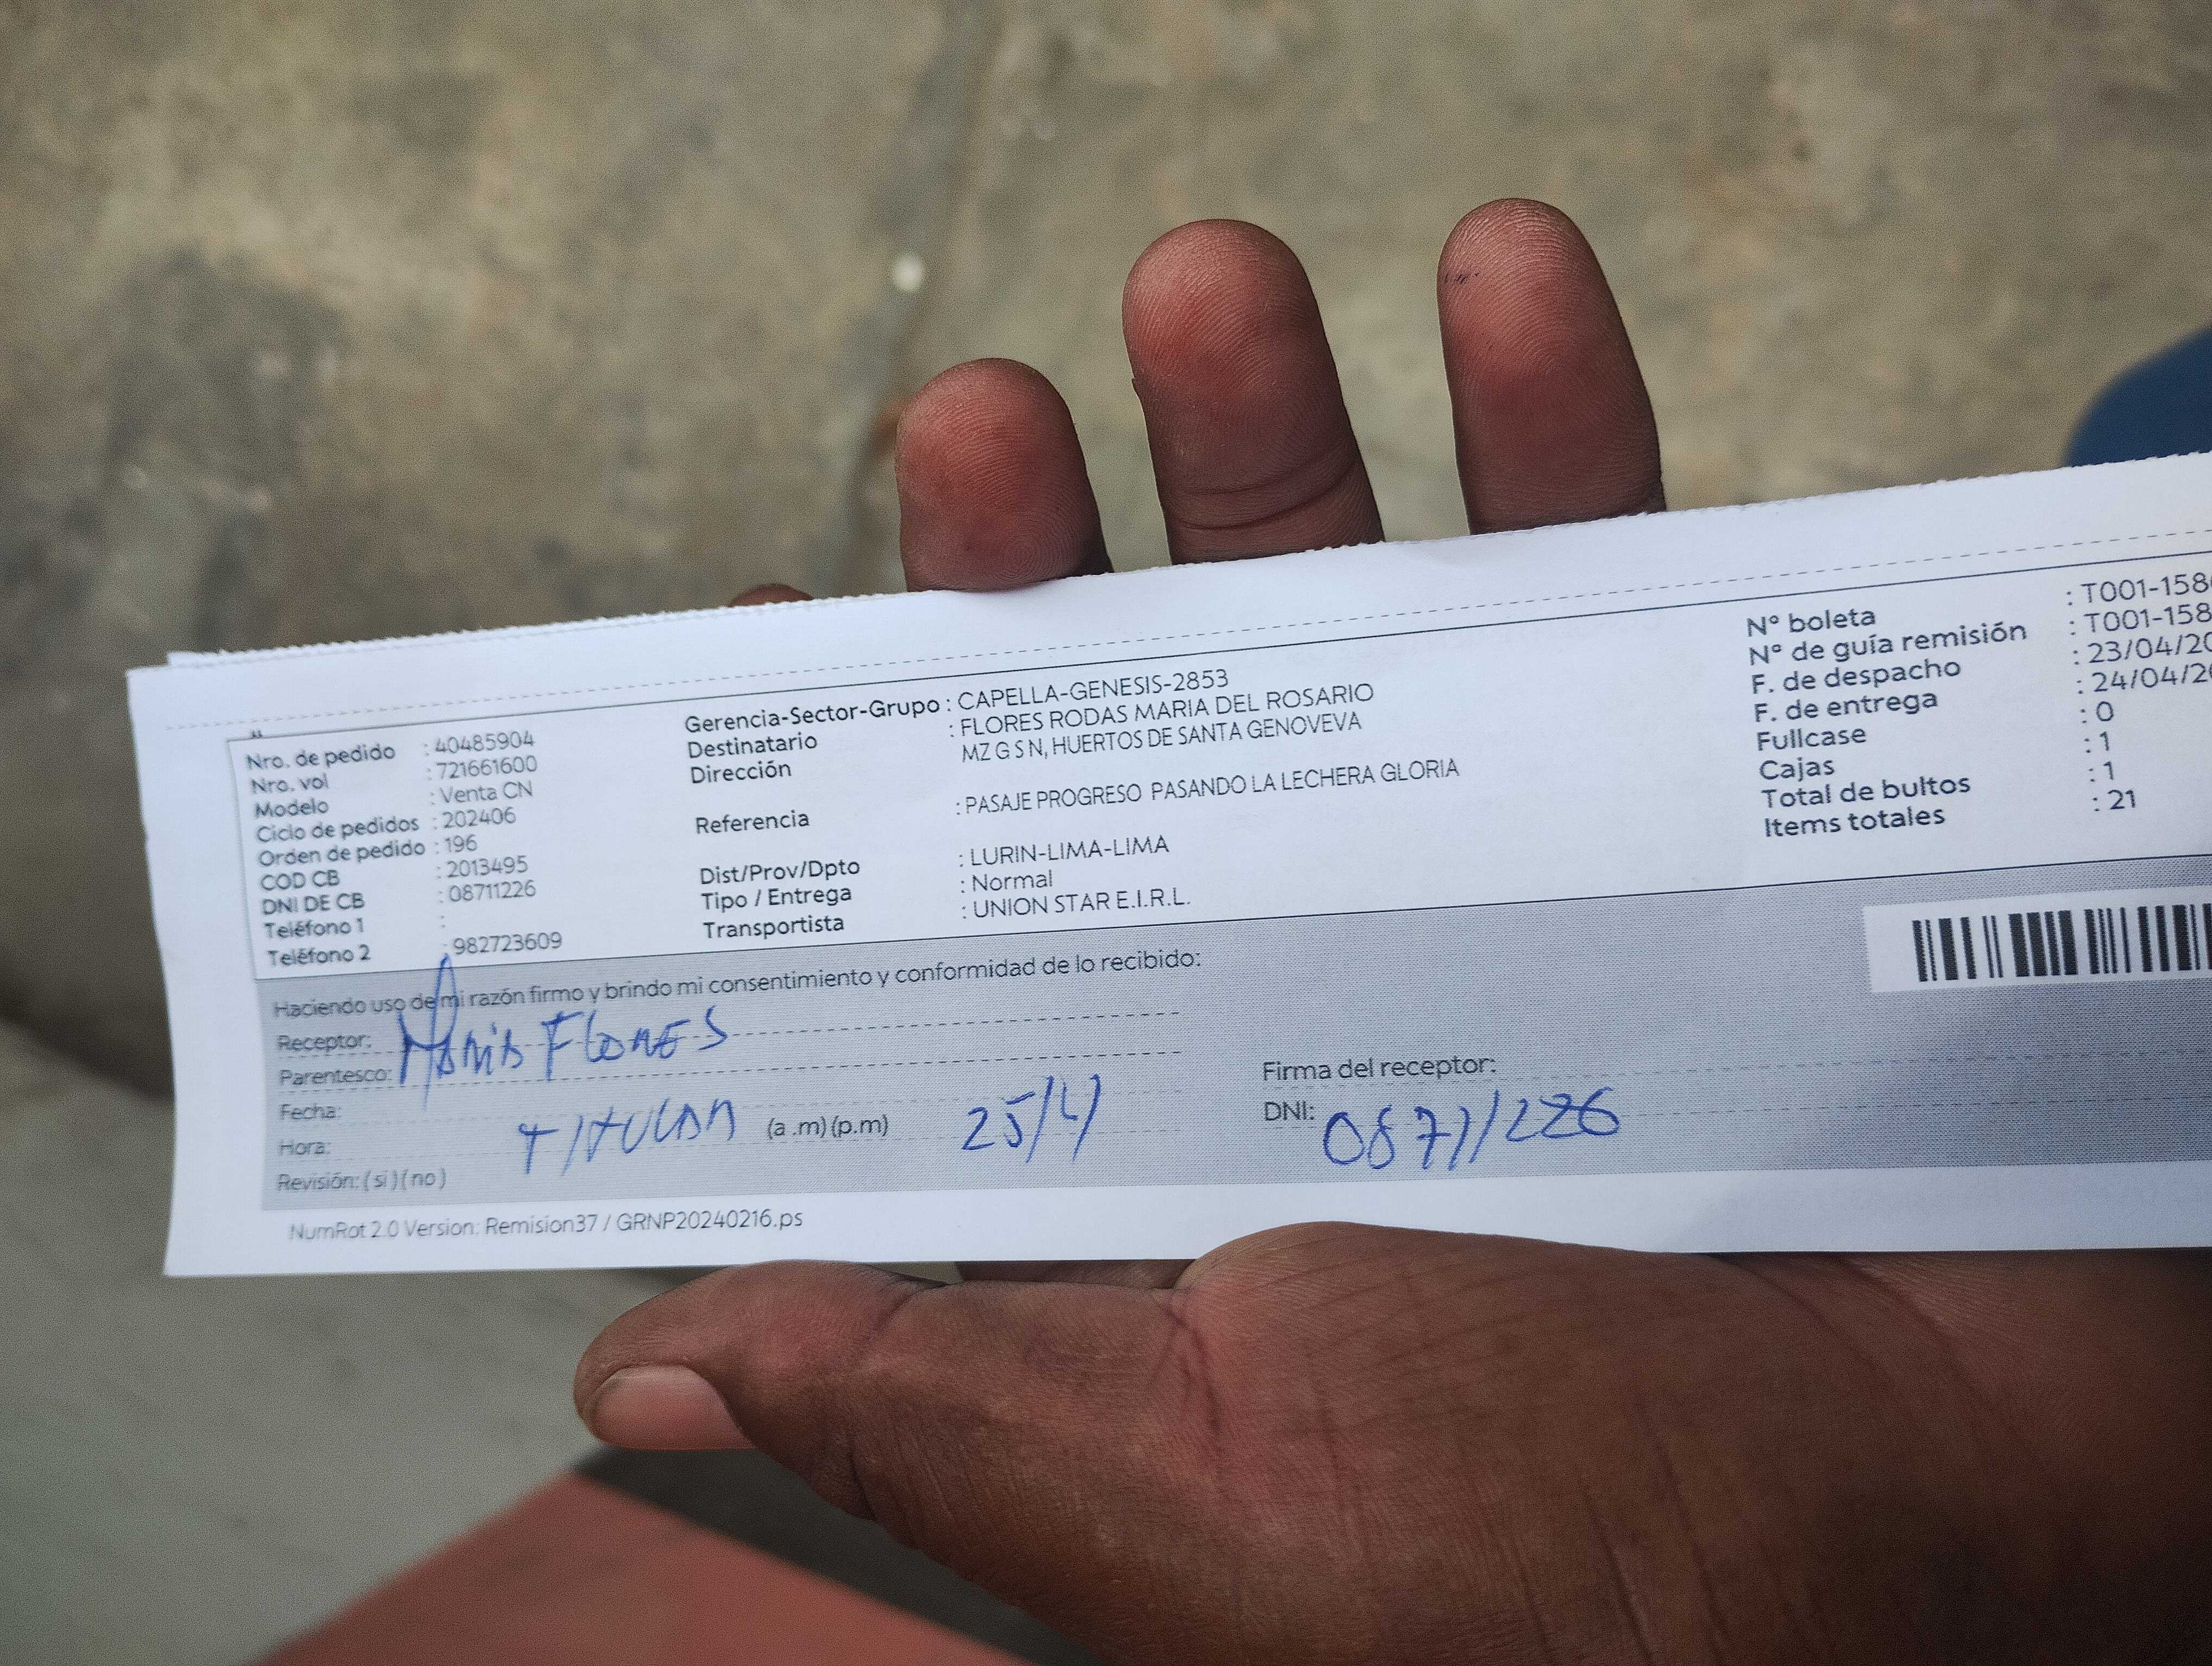 Nro. de pedido : 40485904
Nro. vol : 721661600
Modelo : Venta CN
Ciclo de pedidos : 202406
Orden de pedido : 196
COD CB : 2013495
DNI DE CB : 08711226
Teléfono 1 :
Teléfono 2 : 982723609
Gerencia-Sector-Grupo : CAPELLA-GENESIS-2853
Destinatario : FLORES RODAS MARIA DEL ROSARIO
Dirección MZ G S N, HUERTOS DE SANTA GENOVEVA
Referencia : PASAJE PROGRESO PASANDO LA LECHERA GLORIA
Dist/Prov/Dpto : LURIN-LIMA-LIMA
Tipo / Entrega : Normal
Transportista : UNION STAR E.I.R.L.
N° boleta : T001-158
N° de guía remisión : T001-158
F. de despacho : 23/04/20
F. de entrega : 24/04/2
Fullcase : 0
Cajas : 1
Total de bultos : 1
Items totales : 21
Haciendo uso de mi razón firmo y brindo mi consentimiento y conformidad de lo recibido:
Receptor: MARIA FLORES
Parentesco:
Fecha:
Hora: TITULAR (a .m) (p.m) 25/4
Revisión: ( si ) ( no )
Firma del receptor:
DNI: 08711226
NumRot 2.0 Version: Remision37 / GRNP20240216.ps